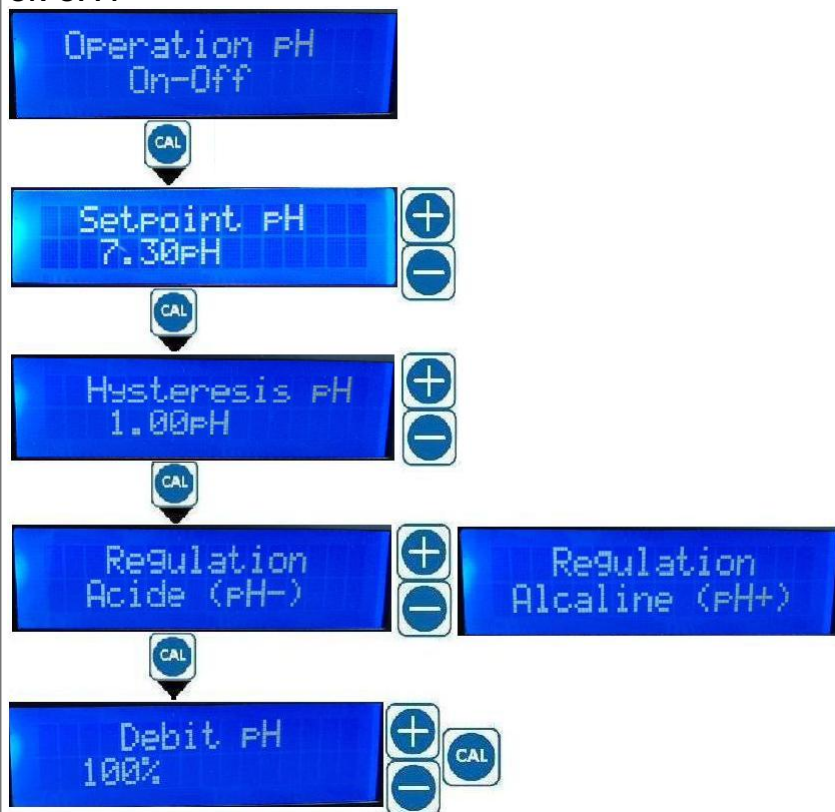 Operation pH
On-Off
CAL
Setpoint pH
7.30pH
CAL
Hysteresis pH
1.00pH
CAL
Regulation
Acide (pH-)
Regulation
Alcaline (pH+)
CAL
Debit pH
100%
CAL